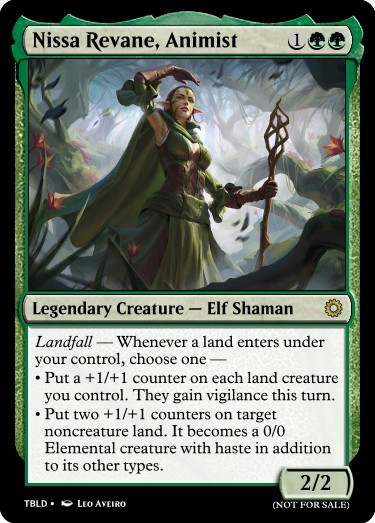 Nissa Revane, Animist 1
Legendary Creature — Elf Shaman
Landfall — Whenever a land enters under
your control, choose one —
• Put a +1/+1 counter on each land creature
you control. They gain vigilance this turn.
• Put two +1/+1 counters on target
noncreature land. It becomes a 0/0
Elemental creature with haste in addition
to its other types.
2/2
TBLD • Leo Aveiro
(NOT FOR SALE)